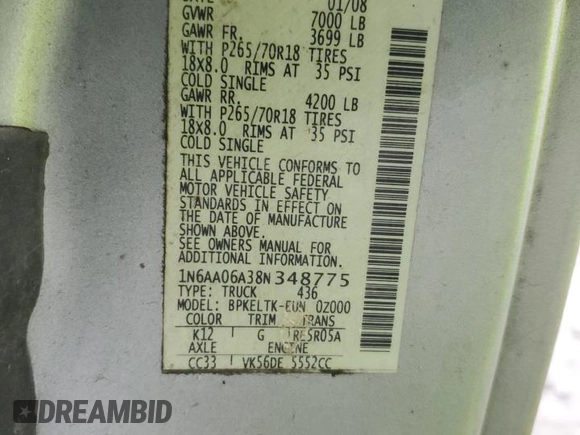 DATE 01/08
GVWR 7000 LB
GAWR FR. 3699 LB
WITH P265/70R18 TIRES
18X8.0 RIMS AT 35 PSI
COLD SINGLE
GAWR RR. 4200 LB
WITH P265/70R18 TIRES
18X8.0 RIMS AT 35 PSI
COLD SINGLE
THIS VEHICLE CONFORMS TO
ALL APPLICABLE FEDERAL
MOTOR VEHICLE SAFETY
STANDARDS IN EFFECT ON
THE DATE OF MANUFACTURE
SHOWN ABOVE.
SEE OWNERS MANUAL FOR
ADDITIONAL INFORMATION
1N6AA06A38N348775
TYPE: TRUCK 436
MODEL: BPKELTK-EUN 0Z000
COLOR TRIM TRANS
K12 G RE5R05A
AXLE ENGINE
CC33 VK56DE 5552CC
DREAMBID
#1 AUCTION DATABASE